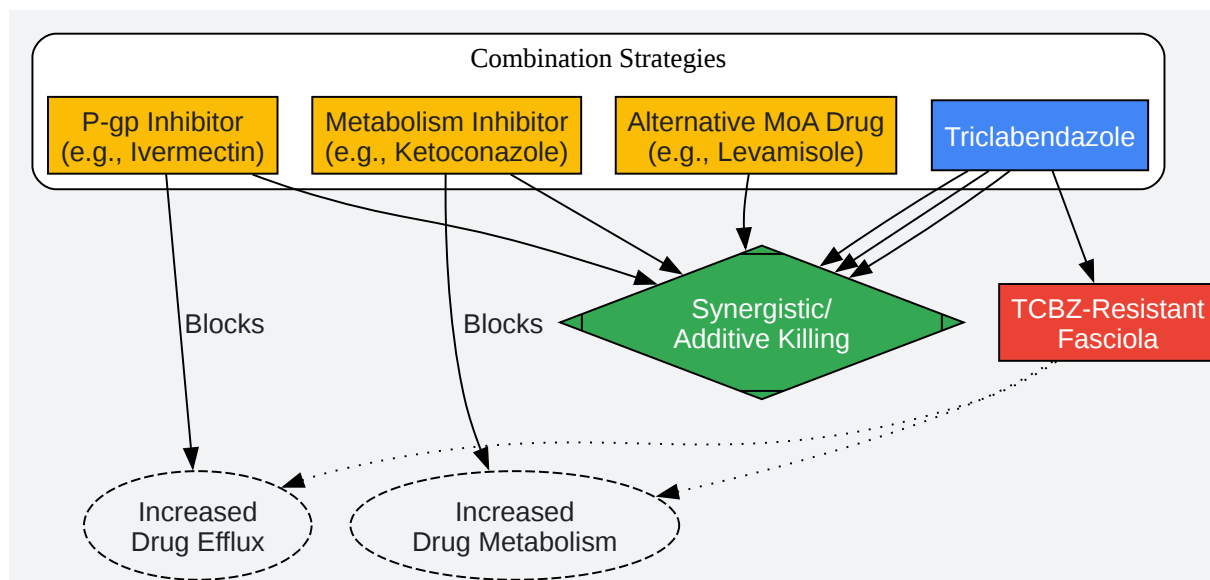 Combination Strategies
P-gp Inhibitor
(e.g., Ivermectin)
Metabolism Inhibitor
(e.g., Ketoconazole)
Alternative MoA Drug
(e.g., Levamisole)
Triclabendazole
Synergistic/
Additive Killing
TCBZ-Resistant
Fasciola
Blocks
Blocks
Increased
Drug Efflux
Increased
Drug Metabolism